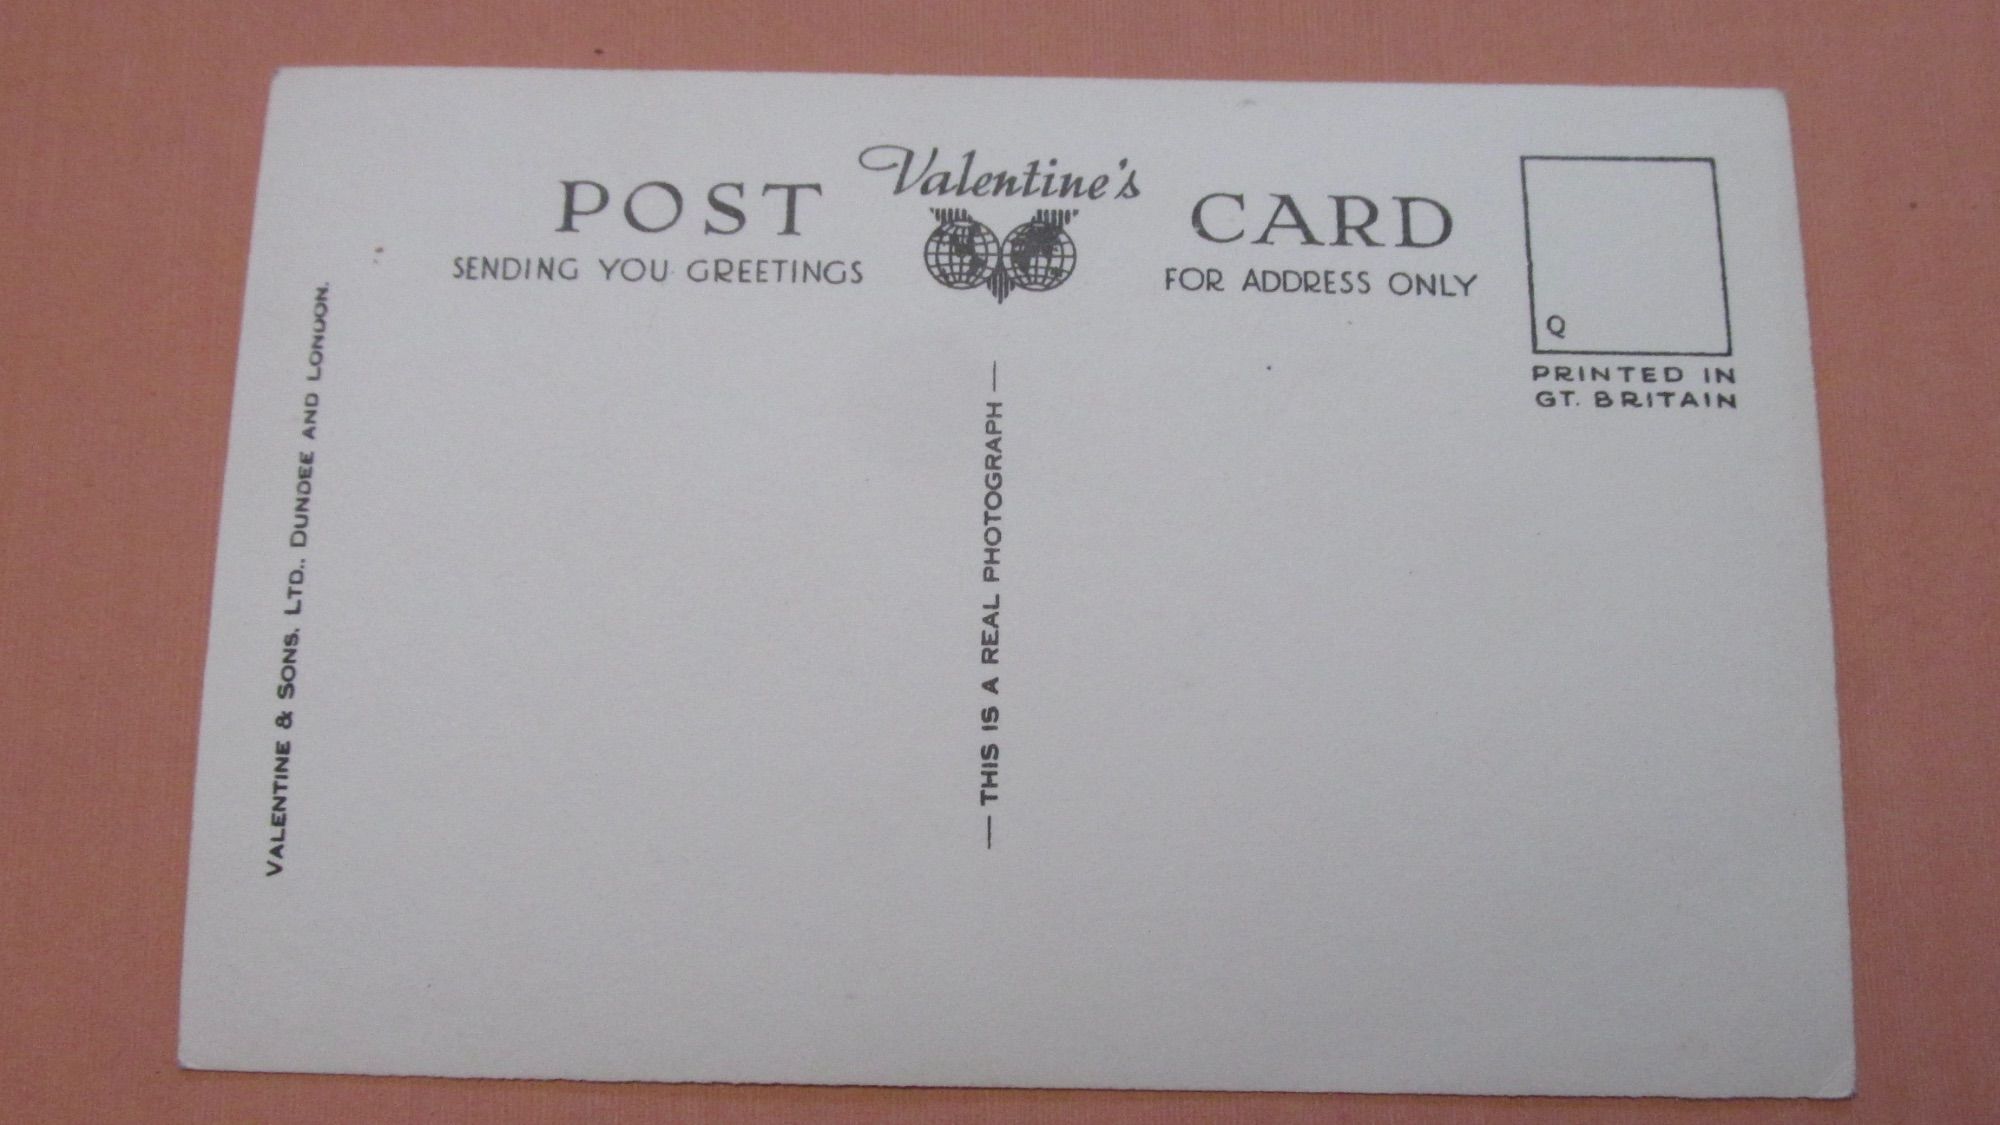 Valentine's
POST CARD
SENDING YOU GREETINGS
FOR ADDRESS ONLY
Q
PRINTED IN
GT. BRITAIN
VALENTINE & SONS. LTD.. DUNDEE AND LONDON.
— THIS IS A REAL PHOTOGRAPH —